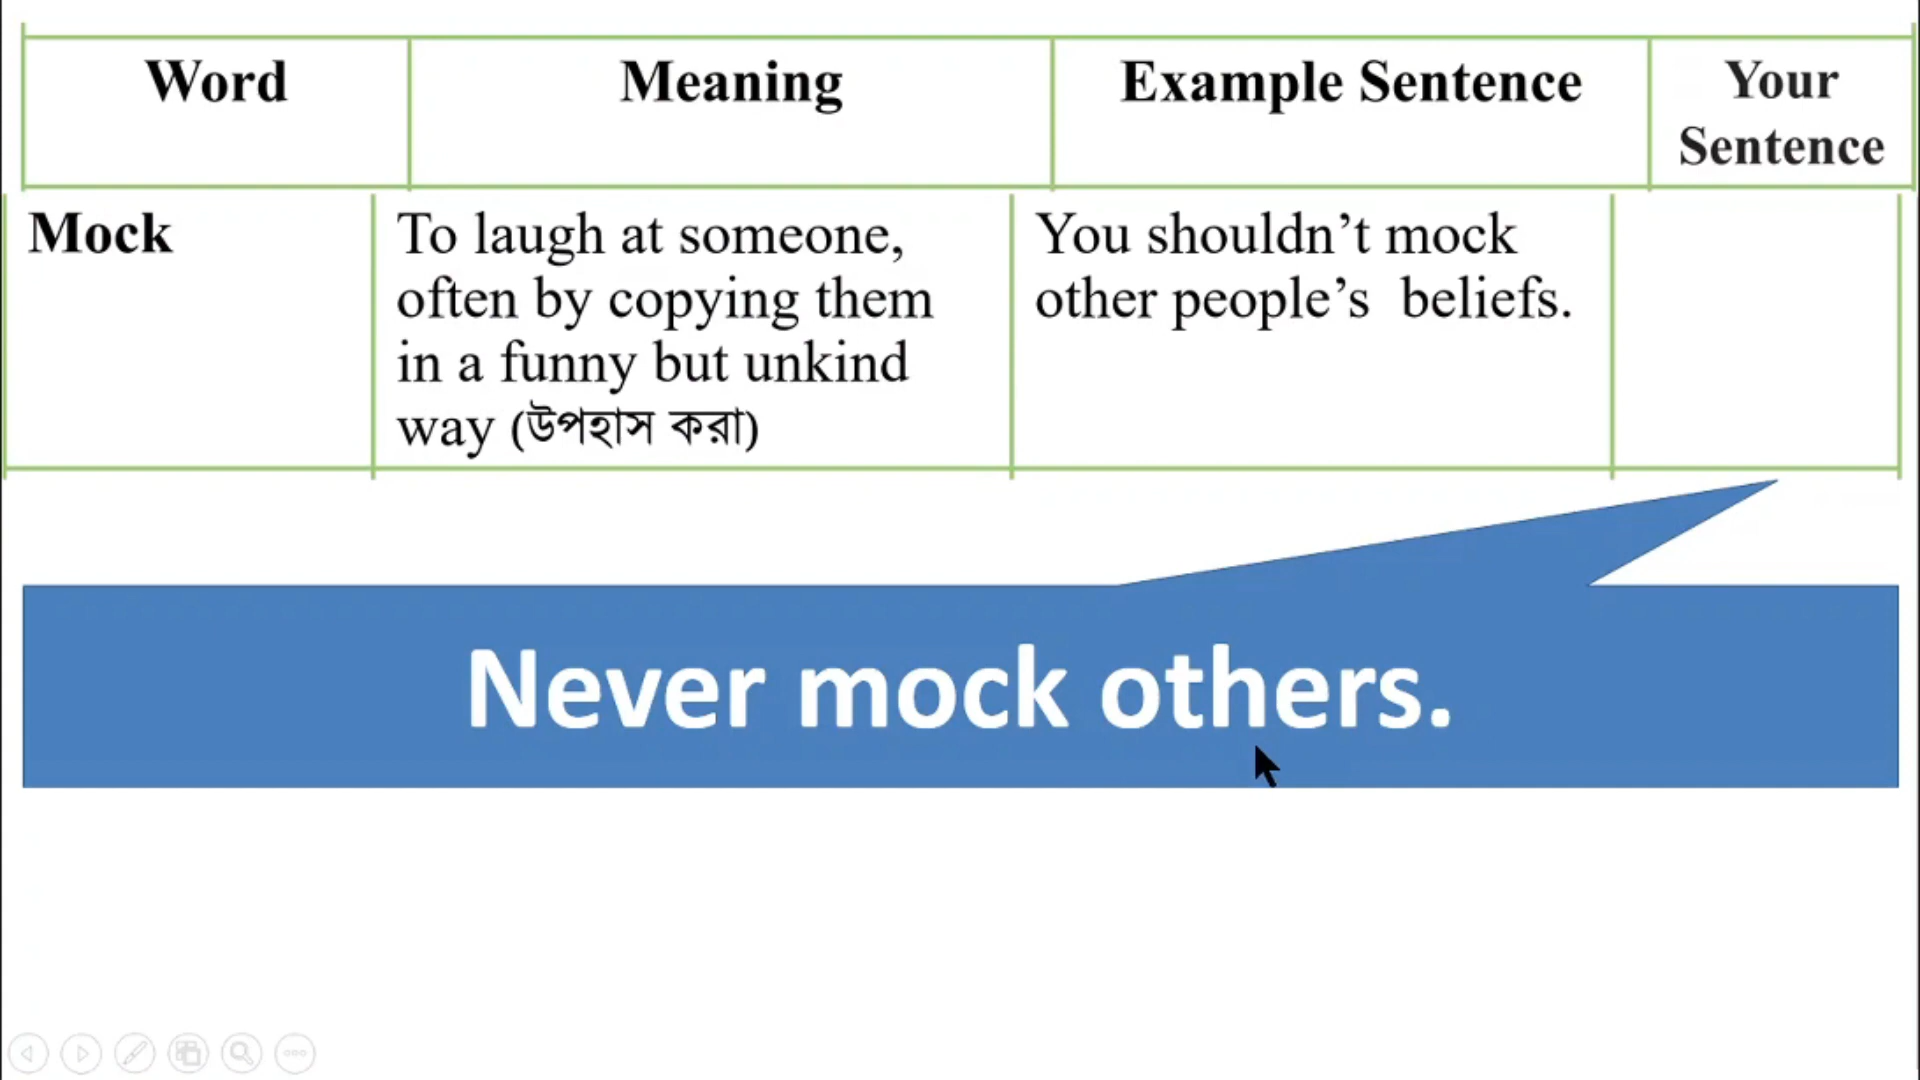 Word
Meaning
Example Sentence
Your
Sentence
Mock
To laugh at someone,
often by copying them
in a funny but unkind
way (উপহাস করা)
You shouldn’t mock
other people’s  beliefs.
Never mock others.